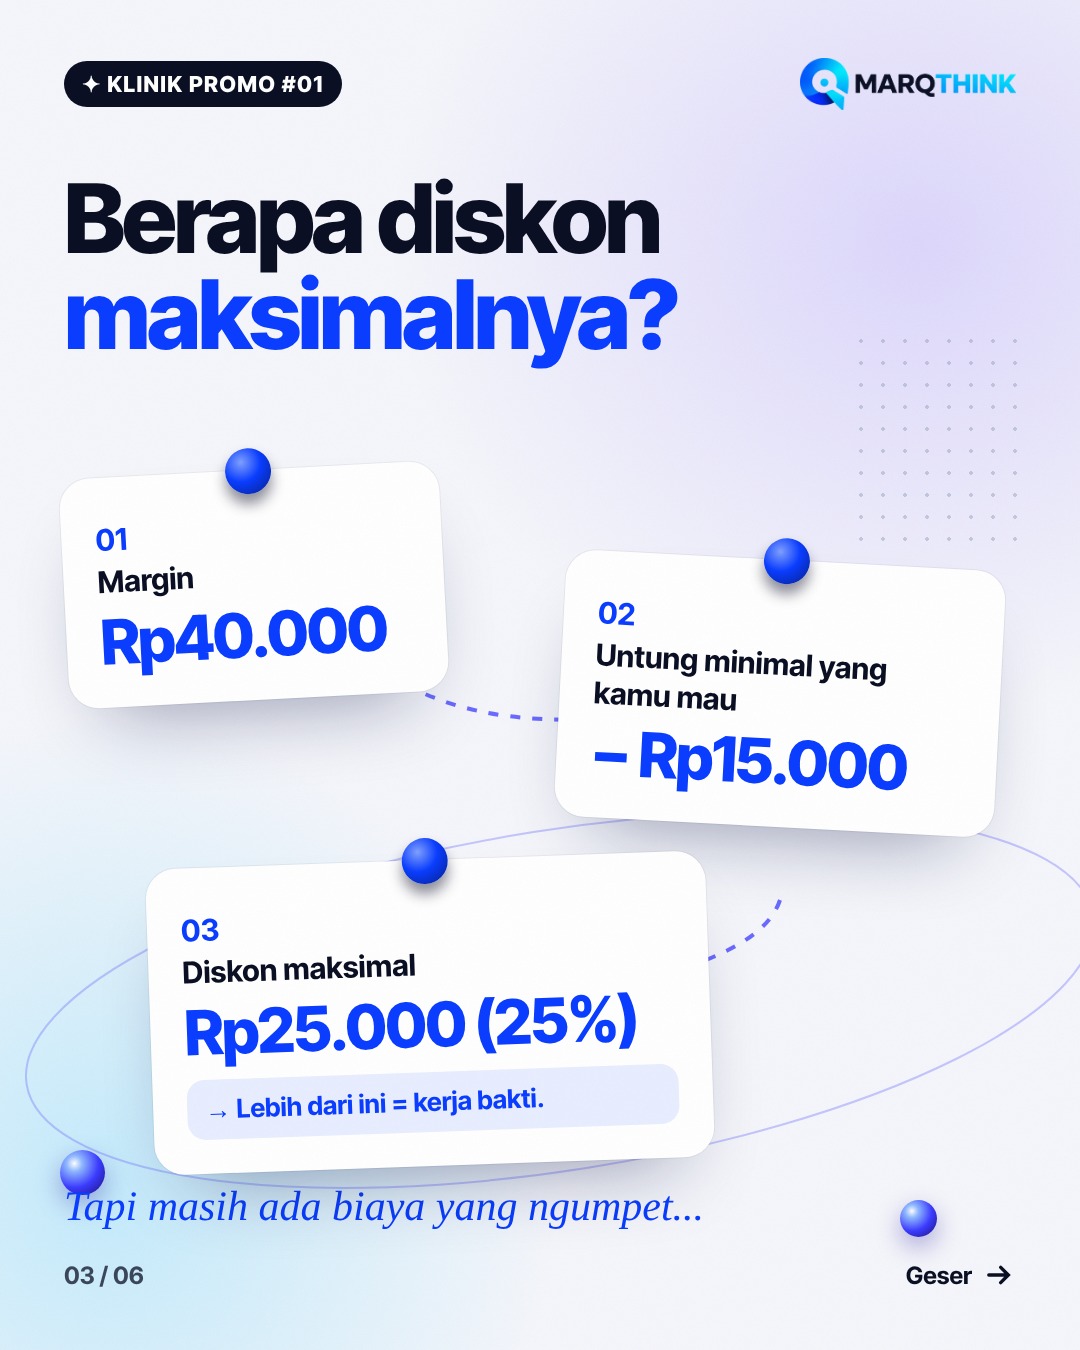 ✦ KLINIK PROMO #01
MARQTHINK
Berapa diskon
maksimalnya?
01
Margin
Rp40.000
02
Untung minimal yang
kamu mau
– Rp15.000
03
Diskon maksimal
Rp25.000 (25%)
→ Lebih dari ini = kerja bakti.
Tapi masih ada biaya yang ngumpet...
03 / 06
Geser →